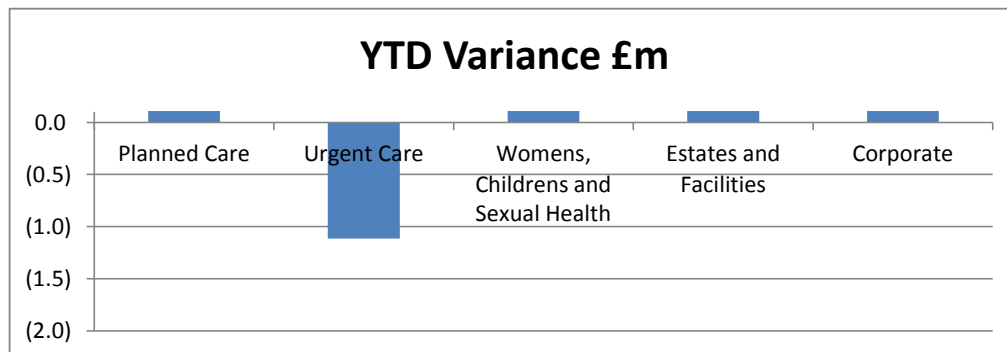 YTD Variance £m
0.0
Planned Care
Urgent Care
Womens,
Childrens and
Sexual Health
Estates and
Facilities
Corporate
(0.5)
(1.0)
(1.5)
(2.0)